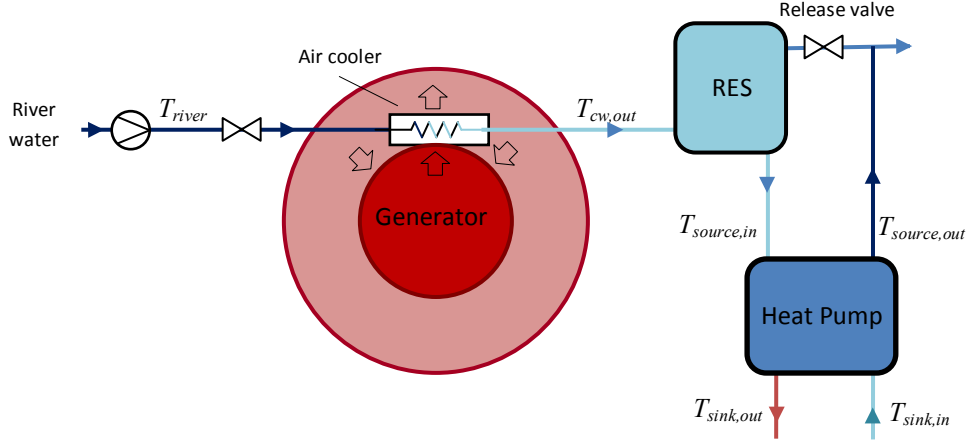 Release valve
Air cooler
RES
River
water
T_river
T_cw,out
Generator
T_source,in
T_source,out
Heat Pump
T_sink,out
T_sink,in